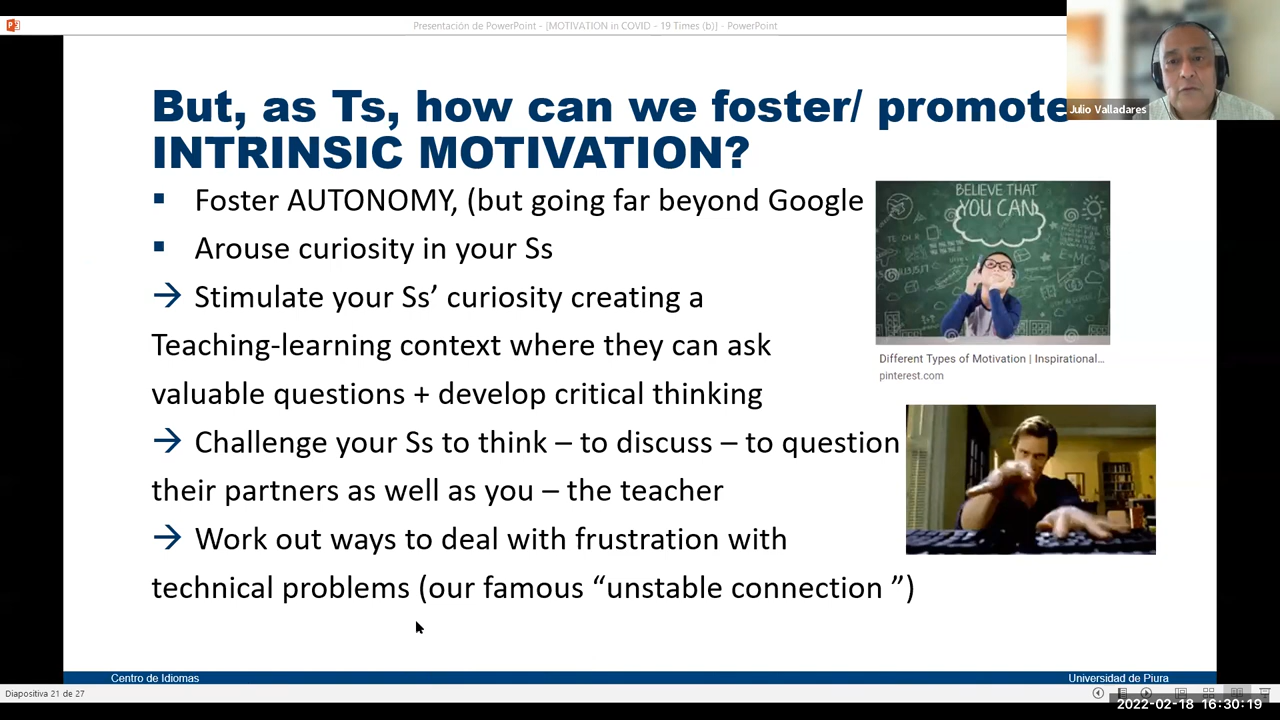 Presentación de PowerPoint - [MOTIVATION in COVID - 19 Times (b)] - PowerPoint
Julio Valladares
But, as Ts, how can we foster/ promote
INTRINSIC MOTIVATION?
▪ Foster AUTONOMY, (but going far beyond Google
▪ Arouse curiosity in your Ss
→ Stimulate your Ss’ curiosity creating a
Teaching-learning context where they can ask
valuable questions + develop critical thinking
→ Challenge your Ss to think – to discuss – to question
their partners as well as you – the teacher
→ Work out ways to deal with frustration with
technical problems (our famous “unstable connection ”)
BELIEVE THAT
YOU CAN
Different Types of Motivation | Inspirational...
pinterest.com
Centro de Idiomas
Universidad de Piura
Diapositiva 21 de 27
2022-02-18 16:30:19